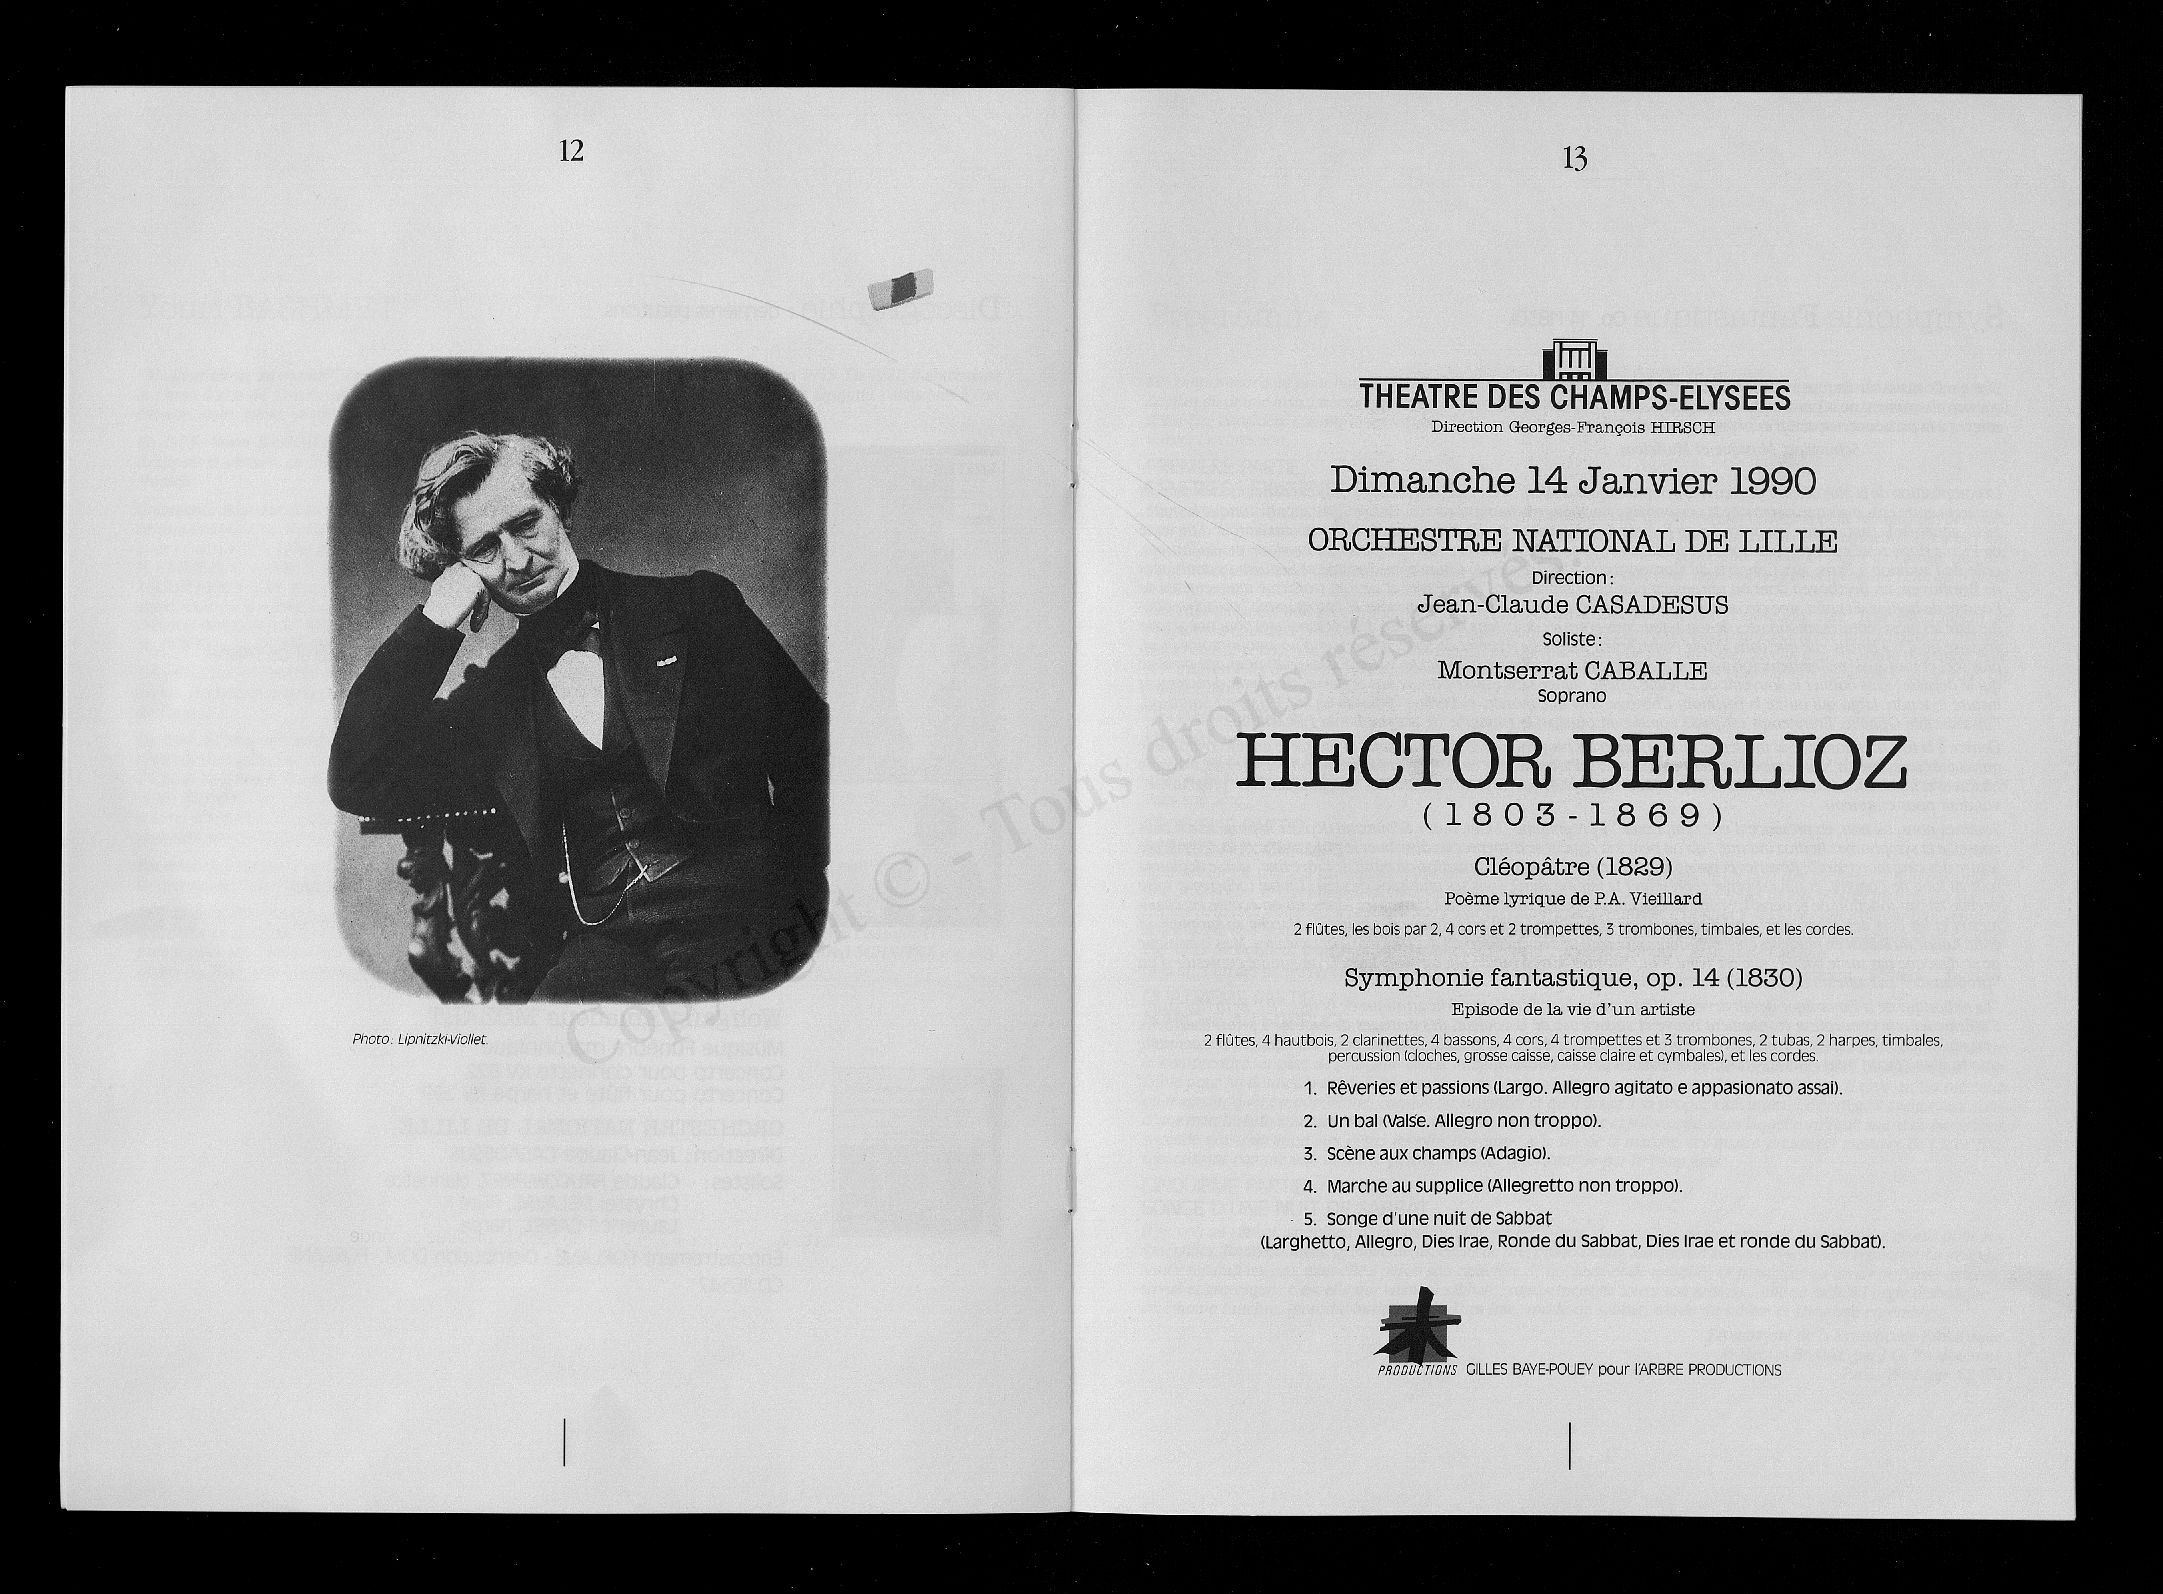 12
Photo: Lipnitzki-Viollet.
13
THEATRE DES CHAMPS-ELYSEES
Direction Georges-François HIRSCH
Dimanche 14 Janvier 1990
ORCHESTRE NATIONAL DE LILLE
Direction:
Jean-Claude CASADESUS
Soliste:
Montserrat CABALLE
Soprano
HECTOR BERLIOZ
(1803-1869)
Cléopâtre (1829)
Poème lyrique de P.A. Vieillard
2 flûtes, les bois par 2, 4 cors et 2 trompettes, 3 trombones, timbales, et les cordes.
Symphonie fantastique, op. 14 (1830)
Episode de la vie d'un artiste
2 flûtes, 4 hautbois, 2 clarinettes, 4 bassons, 4 cors, 4 trompettes et 3 trombones, 2 tubas, 2 harpes, timbales,
percussion (cloches, grosse caisse, caisse claire et cymbales), et les cordes.
1. Rêveries et passions (Largo. Allegro agitato e appasionato assai).
2. Un bal (Valse. Allegro non troppo).
3. Scène aux champs (Adagio).
4. Marche au supplice (Allegretto non troppo).
5. Songe d'une nuit de Sabbat
(Larghetto, Allegro, Dies Irae, Ronde du Sabbat, Dies Irae et ronde du Sabbat).
PRODUCTIONS GILLES BAYE-POUEY pour l'ARBRE PRODUCTIONS
Copyright © - Tous droits réservés.